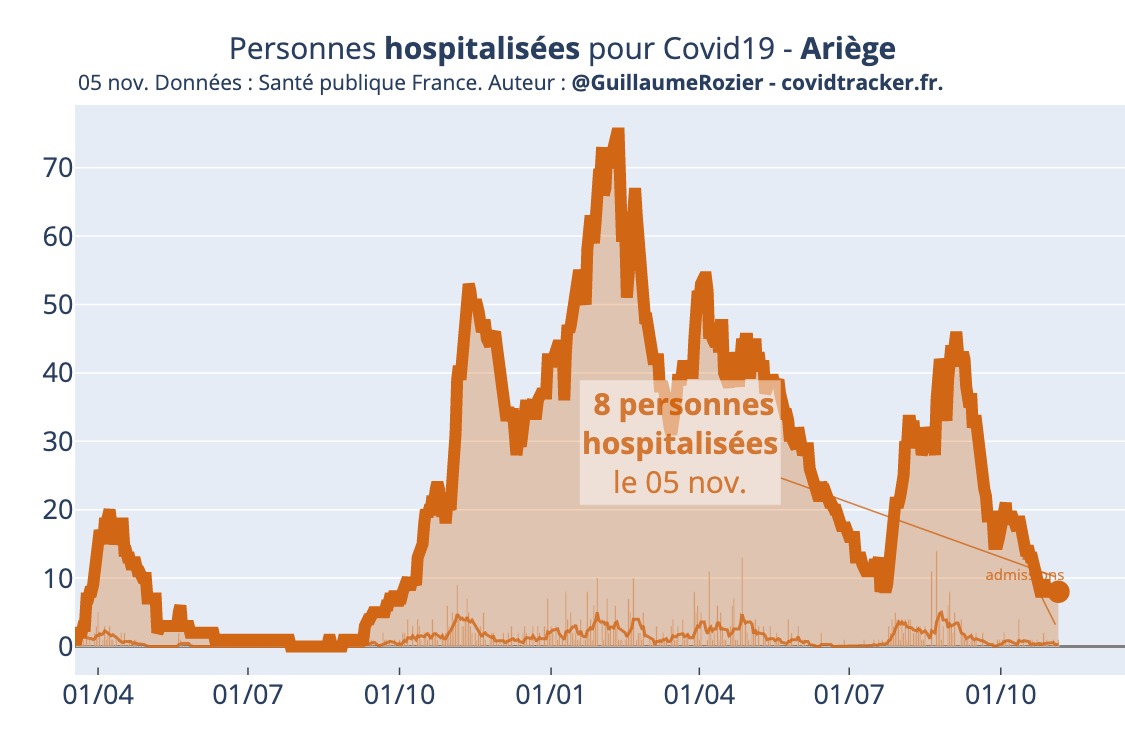 Personnes hospitalisées pour Covid19 - Ariège
05 nov. Données : Santé publique France. Auteur : @GuillaumeRozier - covidtracker.fr.
70
60
50
40
30
20
10
0
8 personnes
hospitalisées
le 05 nov.
admissions
01/04 01/07 01/10 01/01 01/04 01/07 01/10